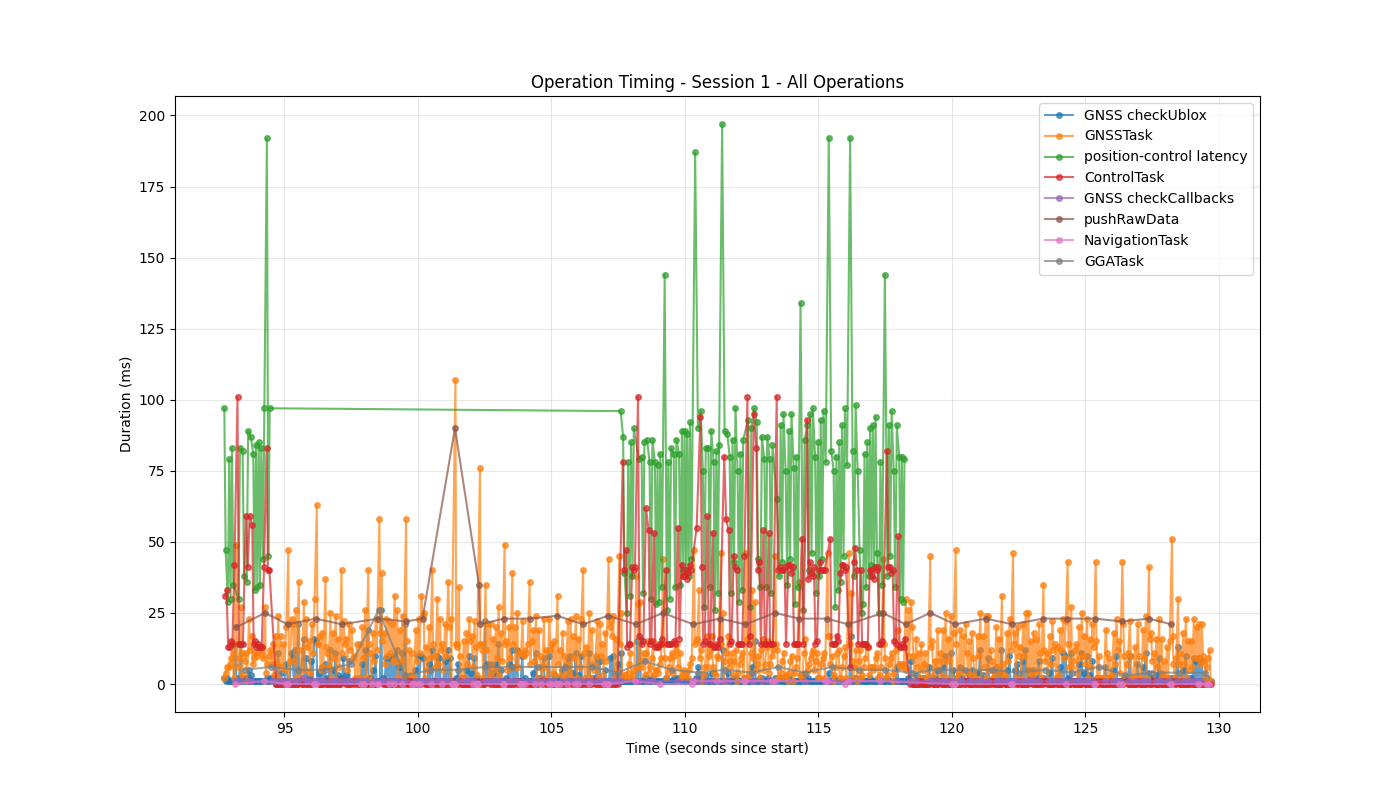 Operation Timing - Session 1 - All Operations
200
175
150
125
100
75
50
25
0
Duration (ms)
95
100
105
110
115
120
125
130
Time (seconds since start)
GNSS checkUblox
GNSSTask
position-control latency
ControlTask
GNSS checkCallbacks
pushRawData
NavigationTask
GGATask